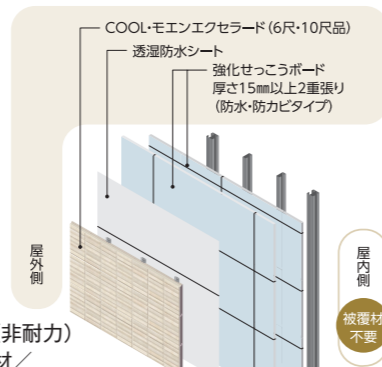 COOL・モエンエクセラード（6尺・10尺品）
透湿防水シート
強化せっこうボード
厚さ15㎜以上2重張り
（防水・防カビタイプ）
屋外側
屋内側
被覆材
不要
（非耐力）
材／